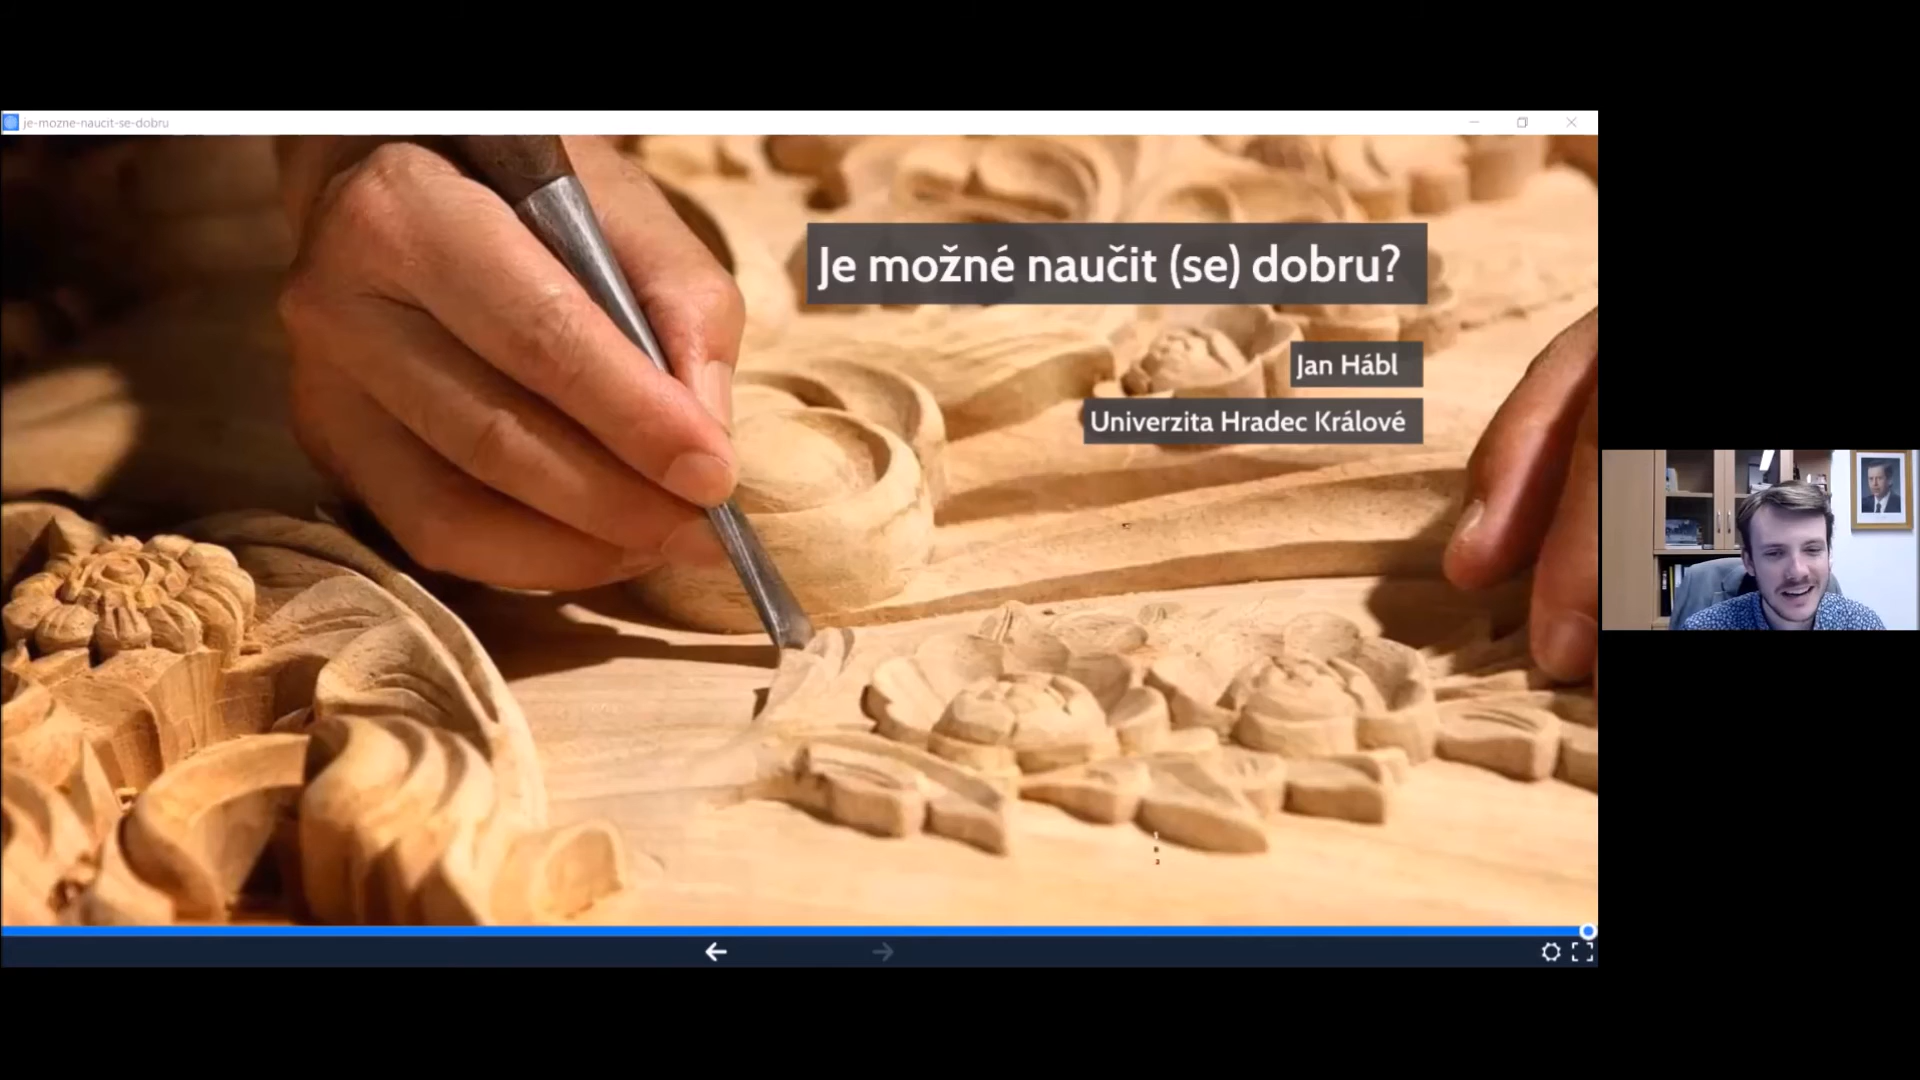 je-mozne-naucit-se-dobru
Je možné naučit (se) dobru?
Jan Hábl
Univerzita Hradec Králové